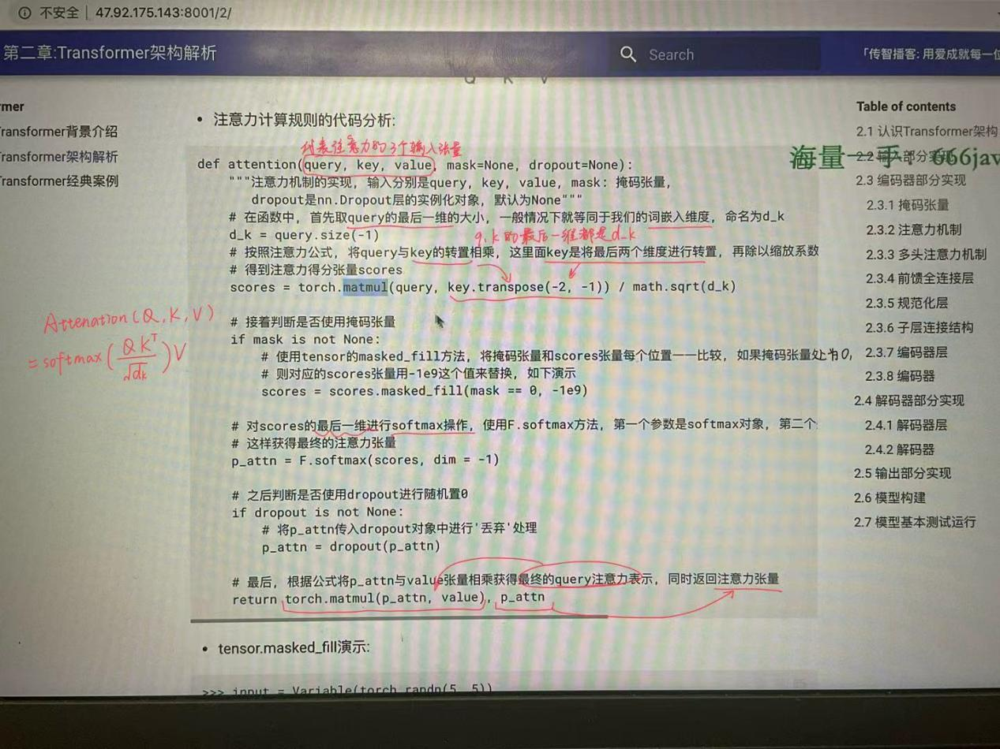 不安全 47.92.175.143:8001/2/
第二章:Transformer架构解析
Search
「传智播客: 用爱成就每一位
Q K V
rmer
ransformer背景介绍
ransformer架构解析
ransformer经典案例
• 注意力计算规则的代码分析:
代表注意力的3个输入张量
def attention(query, key, value, mask=None, dropout=None):
"""注意力机制的实现, 输入分别是query, key, value, mask: 掩码张量,
dropout是nn.Dropout层的实例化对象, 默认为None"""
# 在函数中, 首先取query的最后一维的大小, 一般情况下就等同于我们的词嵌入维度, 命名为d_k
d_k = query.size(-1)
q,k的最后一维都是d_k
# 按照注意力公式, 将query与key的转置相乘, 这里面key是将最后两个维度进行转置, 再除以缩放系数
# 得到注意力得分张量scores
scores = torch.matmul(query, key.transpose(-2, -1)) / math.sqrt(d_k)
Attenation(Q,K,V)
=softmax(QK^T/√dk)V
# 接着判断是否使用掩码张量
if mask is not None:
# 使用tensor的masked_fill方法, 将掩码张量和scores张量每个位置一一比较, 如果掩码张量处为0,
# 则对应的scores张量用-1e9这个值来替换, 如下演示
scores = scores.masked_fill(mask == 0, -1e9)
# 对scores的最后一维进行softmax操作, 使用F.softmax方法, 第一个参数是softmax对象, 第二个
# 这样获得最终的注意力张量
p_attn = F.softmax(scores, dim = -1)
# 之后判断是否使用dropout进行随机置0
if dropout is not None:
# 将p_attn传入dropout对象中进行'丢弃'处理
p_attn = dropout(p_attn)
# 最后, 根据公式将p_attn与value张量相乘获得最终的query注意力表示, 同时返回注意力张量
return torch.matmul(p_attn, value), p_attn
• tensor.masked_fill演示:
>>> input = Variable(torch.randn(5, 5))
Table of contents
2.1 认识Transformer架构
2.2 输入部分实现
海量一手: 666jav
2.3 编码器部分实现
2.3.1 掩码张量
2.3.2 注意力机制
2.3.3 多头注意力机制
2.3.4 前馈全连接层
2.3.5 规范化层
2.3.6 子层连接结构
2.3.7 编码器层
2.3.8 编码器
2.4 解码器部分实现
2.4.1 解码器层
2.4.2 解码器
2.5 输出部分实现
2.6 模型构建
2.7 模型基本测试运行